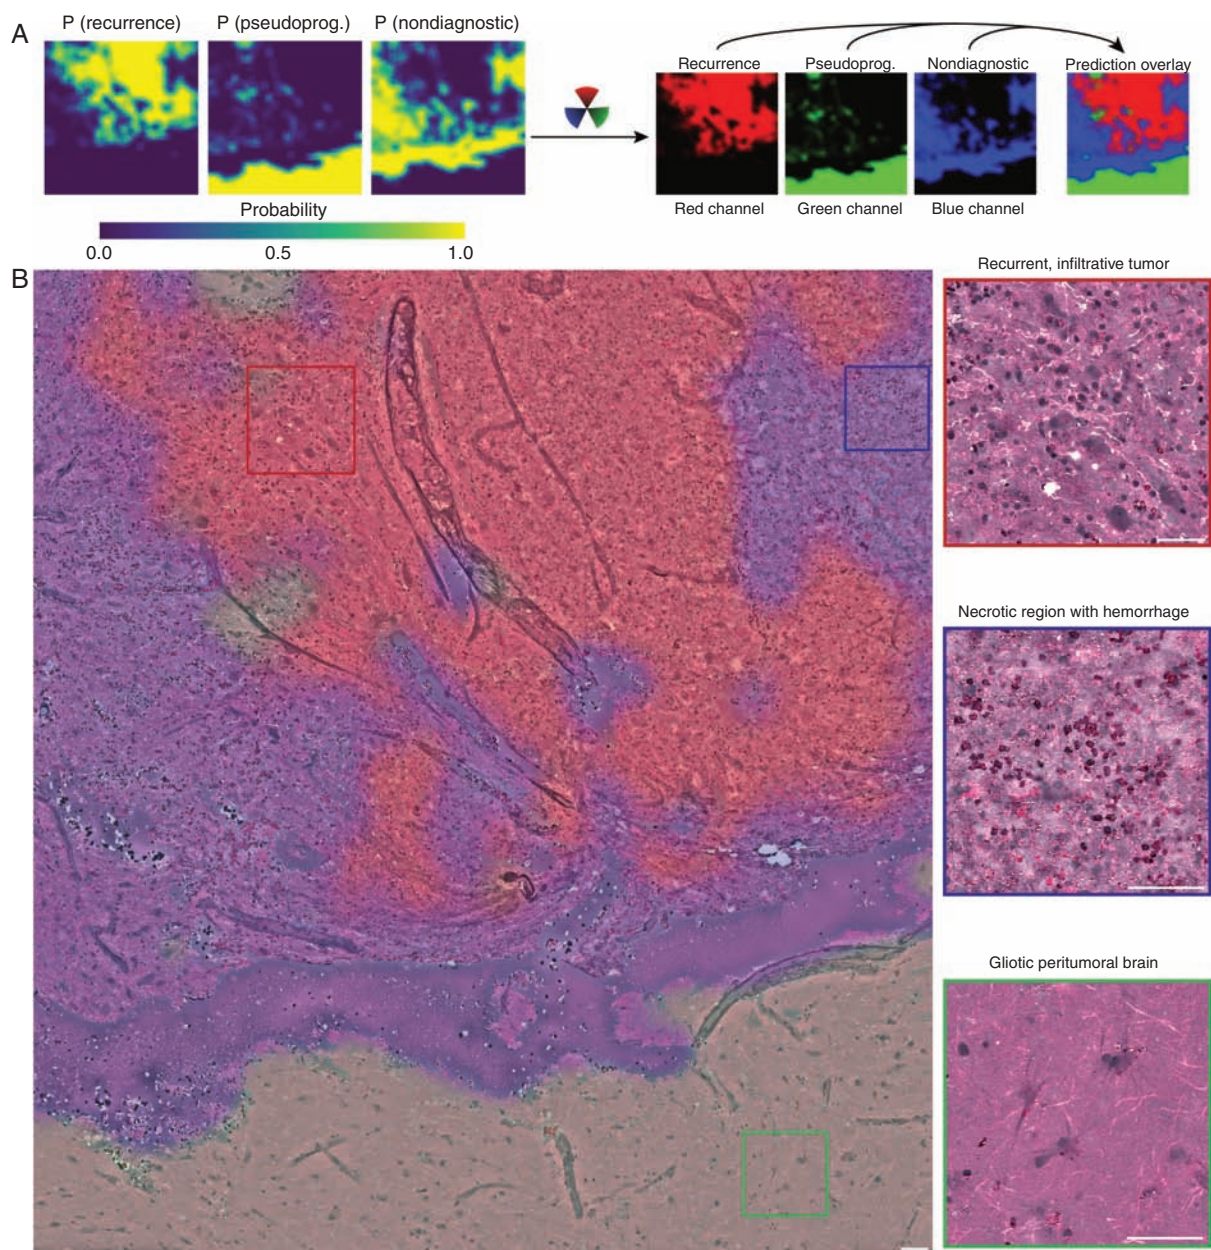 A
P (recurrence) P (pseudoprog.) P (nondiagnostic)
Recurrence Pseudoprog. Nondiagnostic Prediction overlay
Red channel Green channel Blue channel
Probability
0.0 0.5 1.0
B
Recurrent, infiltrative tumor
Necrotic region with hemorrhage
Gliotic peritumoral brain